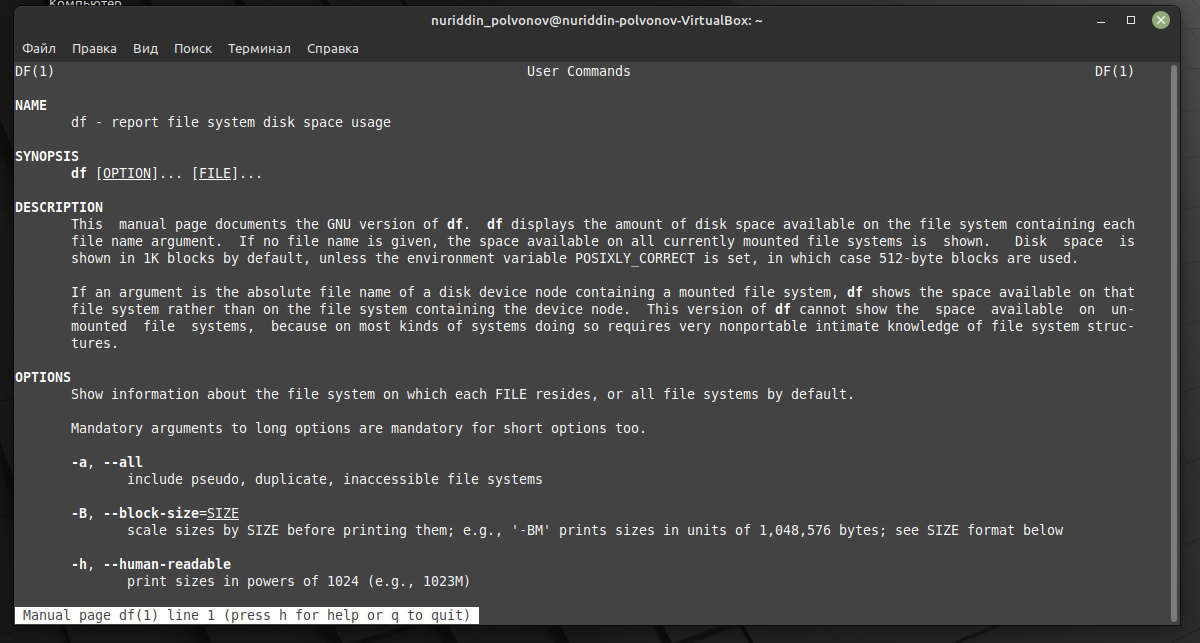 Компьютер
nuriddin_polvonov@nuriddin-polvonov-VirtualBox: ~
Файл Правка Вид Поиск Терминал Справка
DF(1) User Commands DF(1)
NAME
df - report file system disk space usage
SYNOPSIS
df [OPTION]... [FILE]...
DESCRIPTION
This manual page documents the GNU version of df. df displays the amount of disk space available on the file system containing each
file name argument. If no file name is given, the space available on all currently mounted file systems is shown. Disk space is
shown in 1K blocks by default, unless the environment variable POSIXLY_CORRECT is set, in which case 512-byte blocks are used.
If an argument is the absolute file name of a disk device node containing a mounted file system, df shows the space available on that
file system rather than on the file system containing the device node. This version of df cannot show the space available on un-
mounted file systems, because on most kinds of systems doing so requires very nonportable intimate knowledge of file system struc-
tures.
OPTIONS
Show information about the file system on which each FILE resides, or all file systems by default.
Mandatory arguments to long options are mandatory for short options too.
-a, --all
include pseudo, duplicate, inaccessible file systems
-B, --block-size=SIZE
scale sizes by SIZE before printing them; e.g., '-BM' prints sizes in units of 1,048,576 bytes; see SIZE format below
-h, --human-readable
print sizes in powers of 1024 (e.g., 1023M)
Manual page df(1) line 1 (press h for help or q to quit)